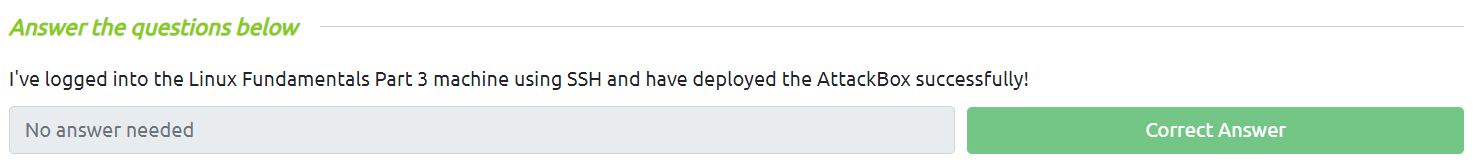 Answer the questions below
I've logged into the Linux Fundamentals Part 3 machine using SSH and have deployed the AttackBox successfully!
No answer needed
Correct Answer